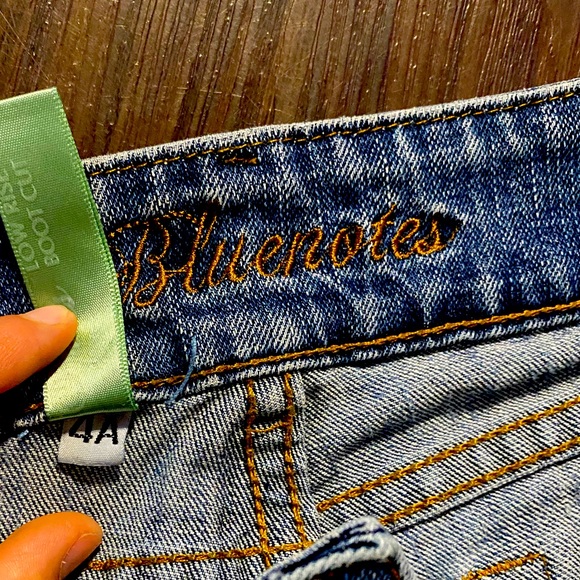 LOW RISE
BOOT CUT
Bluenotes
4A